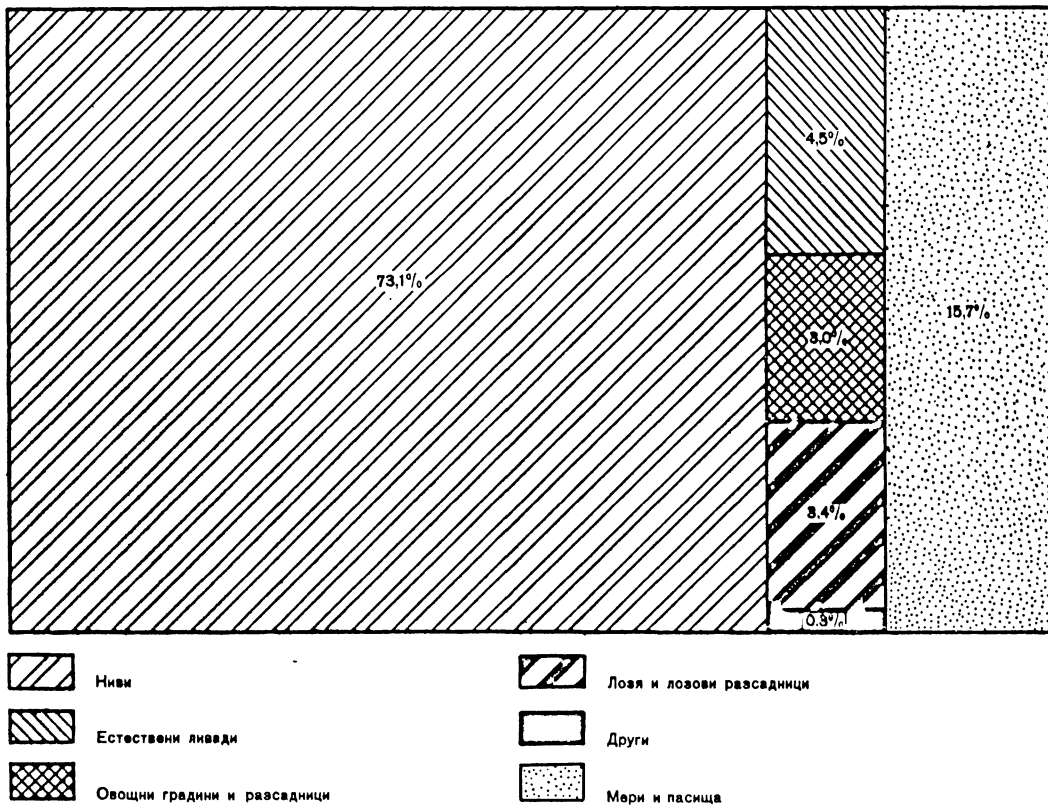 4,5%
73,1%
15,7%
3,0%
3.4%
0.3%
Ниви
Естествени ливади
Овощни градини и разсадници
Лозя и лозови разсадници
Други
Мери и пасища